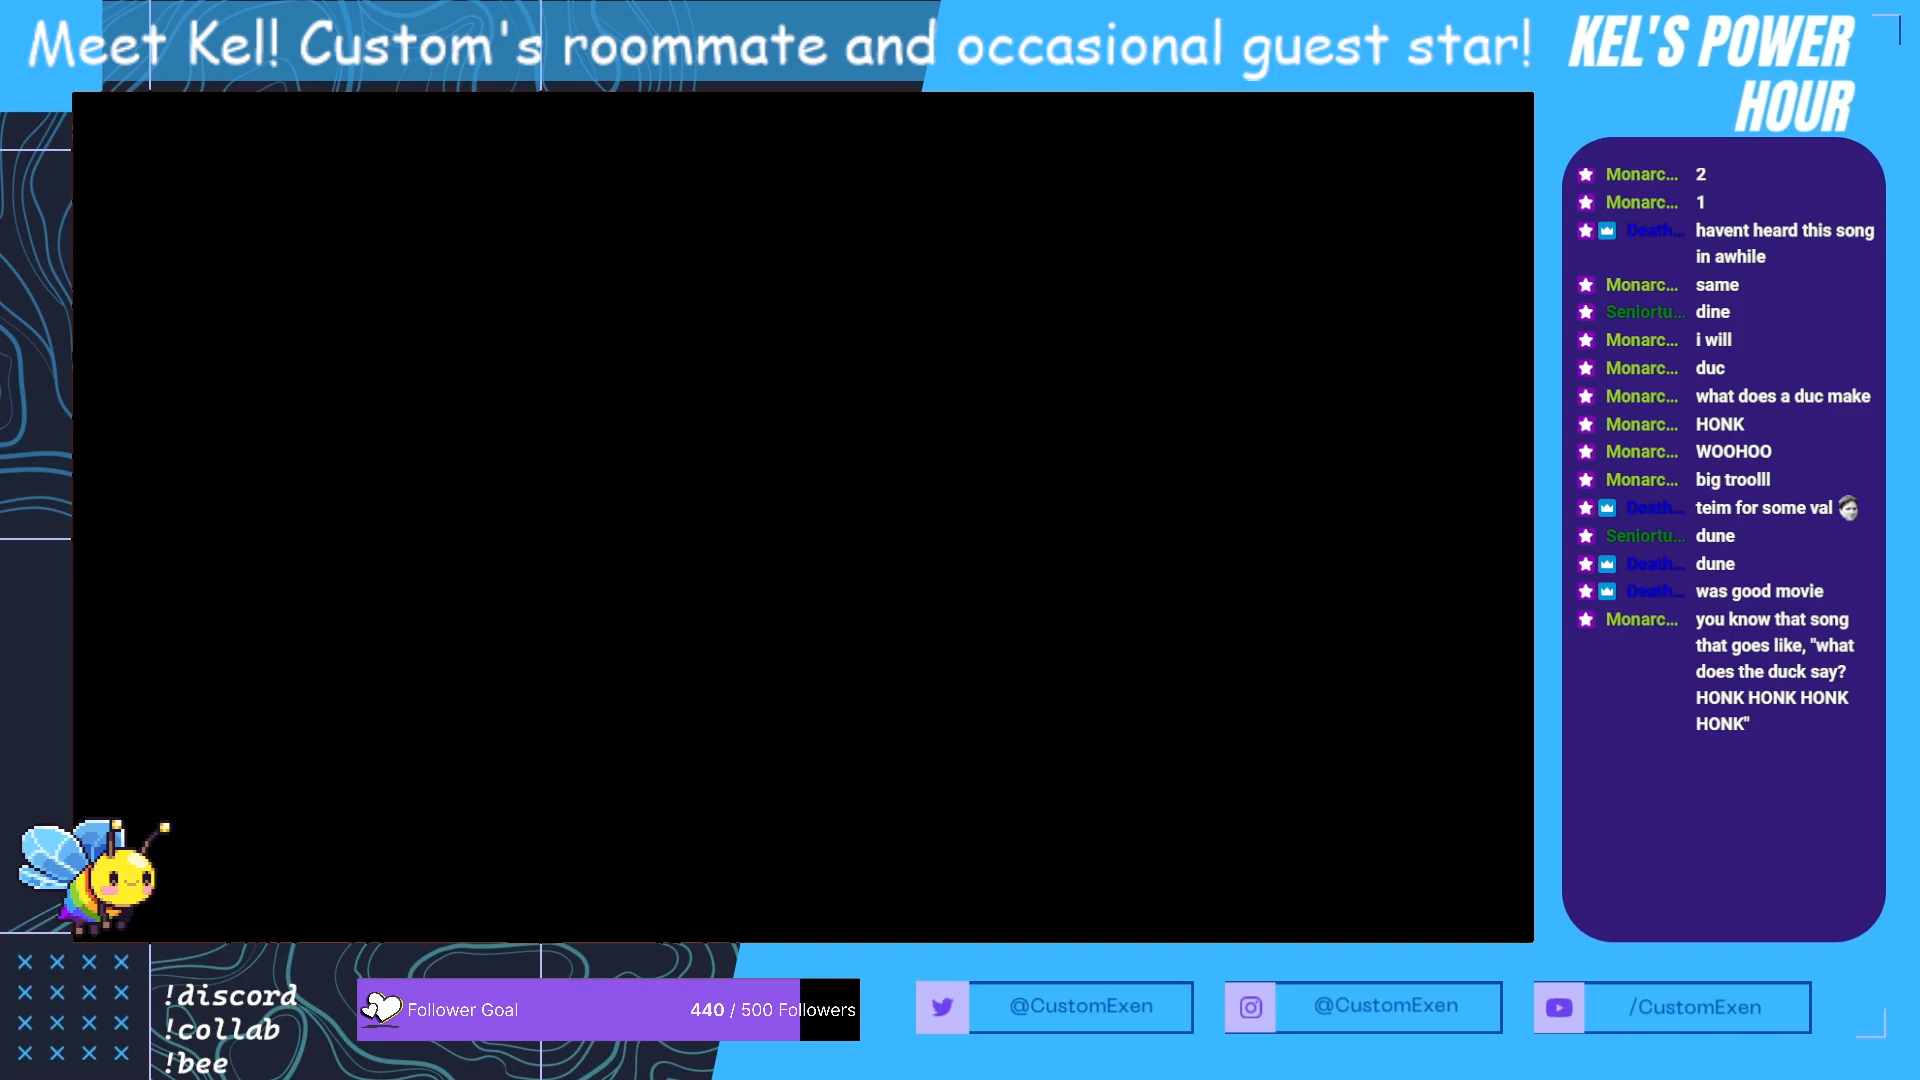 Meet Kel! Custom's roommate and occasional guest star!
KEL'S POWER
HOUR
Monarc... 2
Monarc... 1
Death... havent heard this song
in awhile
Monarc... same
Seniortu... dine
Monarc... i will
Monarc... duc
Monarc... what does a duc make
Monarc... HONK
Monarc... WOOHOO
Monarc... big troolll
Death... teim for some val
Seniortu... dune
Death... dune
Death... was good movie
Monarc... you know that song
that goes like, "what
does the duck say?
HONK HONK HONK
HONK"
!discord
!collab
!bee
Follower Goal 440 / 500 Followers
@CustomExen
@CustomExen
/CustomExen